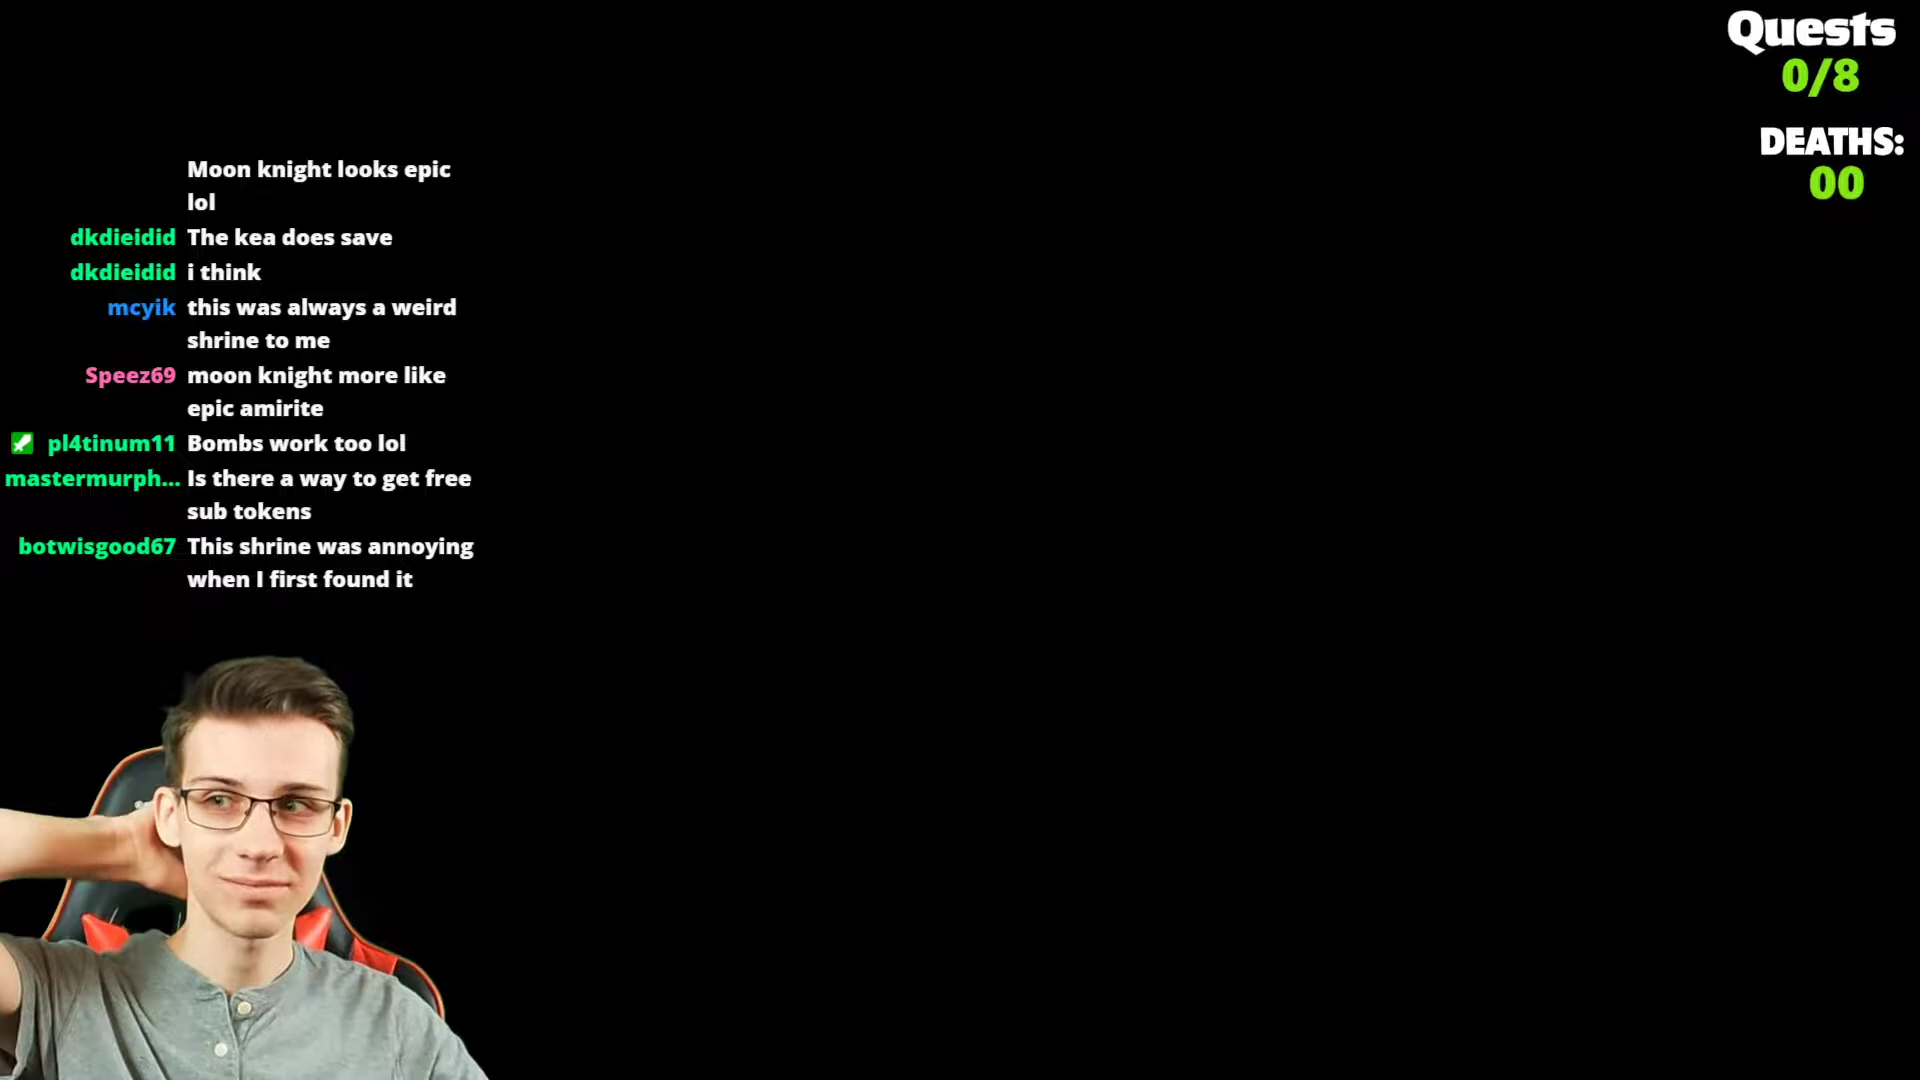 Quests
0/8
DEATHS:
00
Moon knight looks epic
lol
dkdieidid The kea does save
dkdieidid i think
mcyik this was always a weird
shrine to me
Speez69 moon knight more like
epic amirite
pl4tinum11 Bombs work too lol
mastermurph... Is there a way to get free
sub tokens
botwisgood67 This shrine was annoying
when I first found it